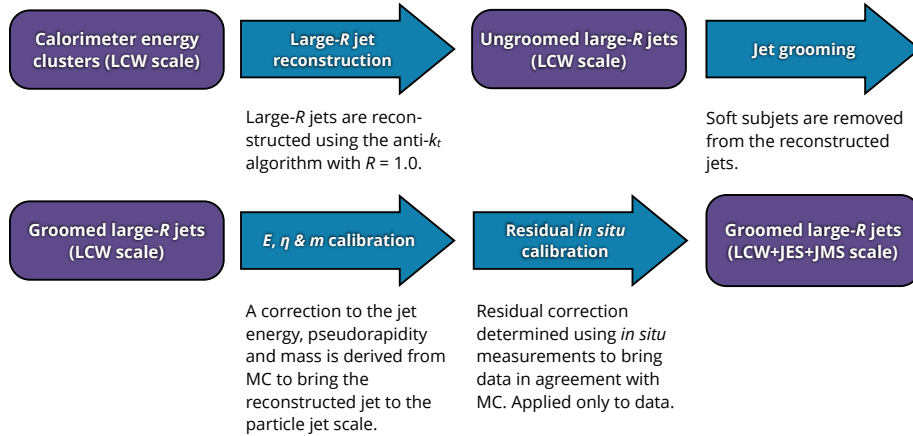 Calorimeter energy
clusters (LCW scale)
Large-R jet
reconstruction
Ungroomed large-R jets
(LCW scale)
Jet grooming
Large-R jets are recon-
structed using the anti-kt
algorithm with R = 1.0.
Soft subjets are removed
from the reconstructed
jets.
Groomed large-R jets
(LCW scale)
E, η & m calibration
Residual in situ
calibration
Groomed large-R jets
(LCW+JES+JMS scale)
A correction to the jet
energy, pseudorapidity
and mass is derived from
MC to bring the
reconstructed jet to the
particle jet scale.
Residual correction
determined using in situ
measurements to bring
data in agreement with
MC. Applied only to data.